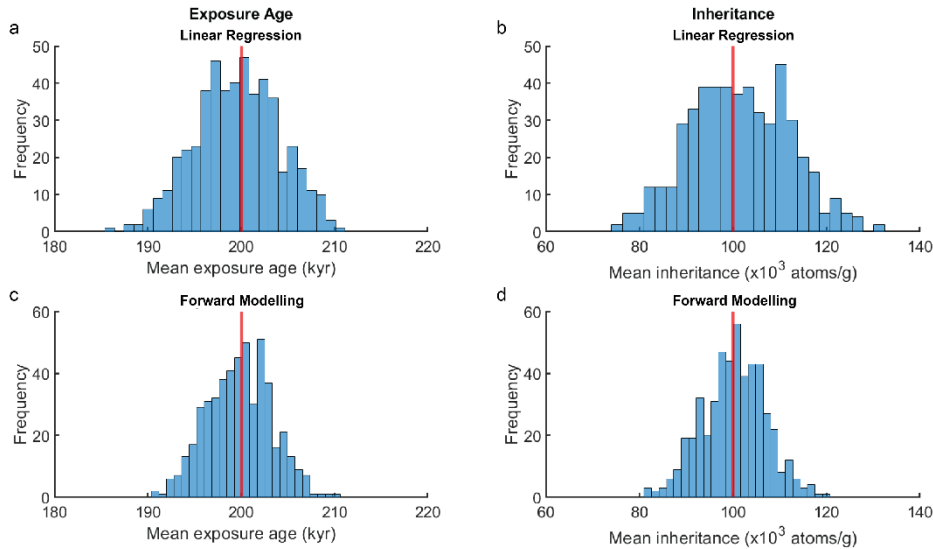 a
Exposure Age
Linear Regression
50
40
30
20
10
0
Frequency
180
190
200
210
220
Mean exposure age (kyr)
b
Inheritance
Linear Regression
50
40
30
20
10
0
Frequency
60
80
100
120
140
Mean inheritance (x10³ atoms/g)
c
Forward Modelling
60
40
20
0
Frequency
180
190
200
210
220
Mean exposure age (kyr)
d
Forward Modelling
60
40
20
0
Frequency
60
80
100
120
140
Mean inheritance (x10³ atoms/g)